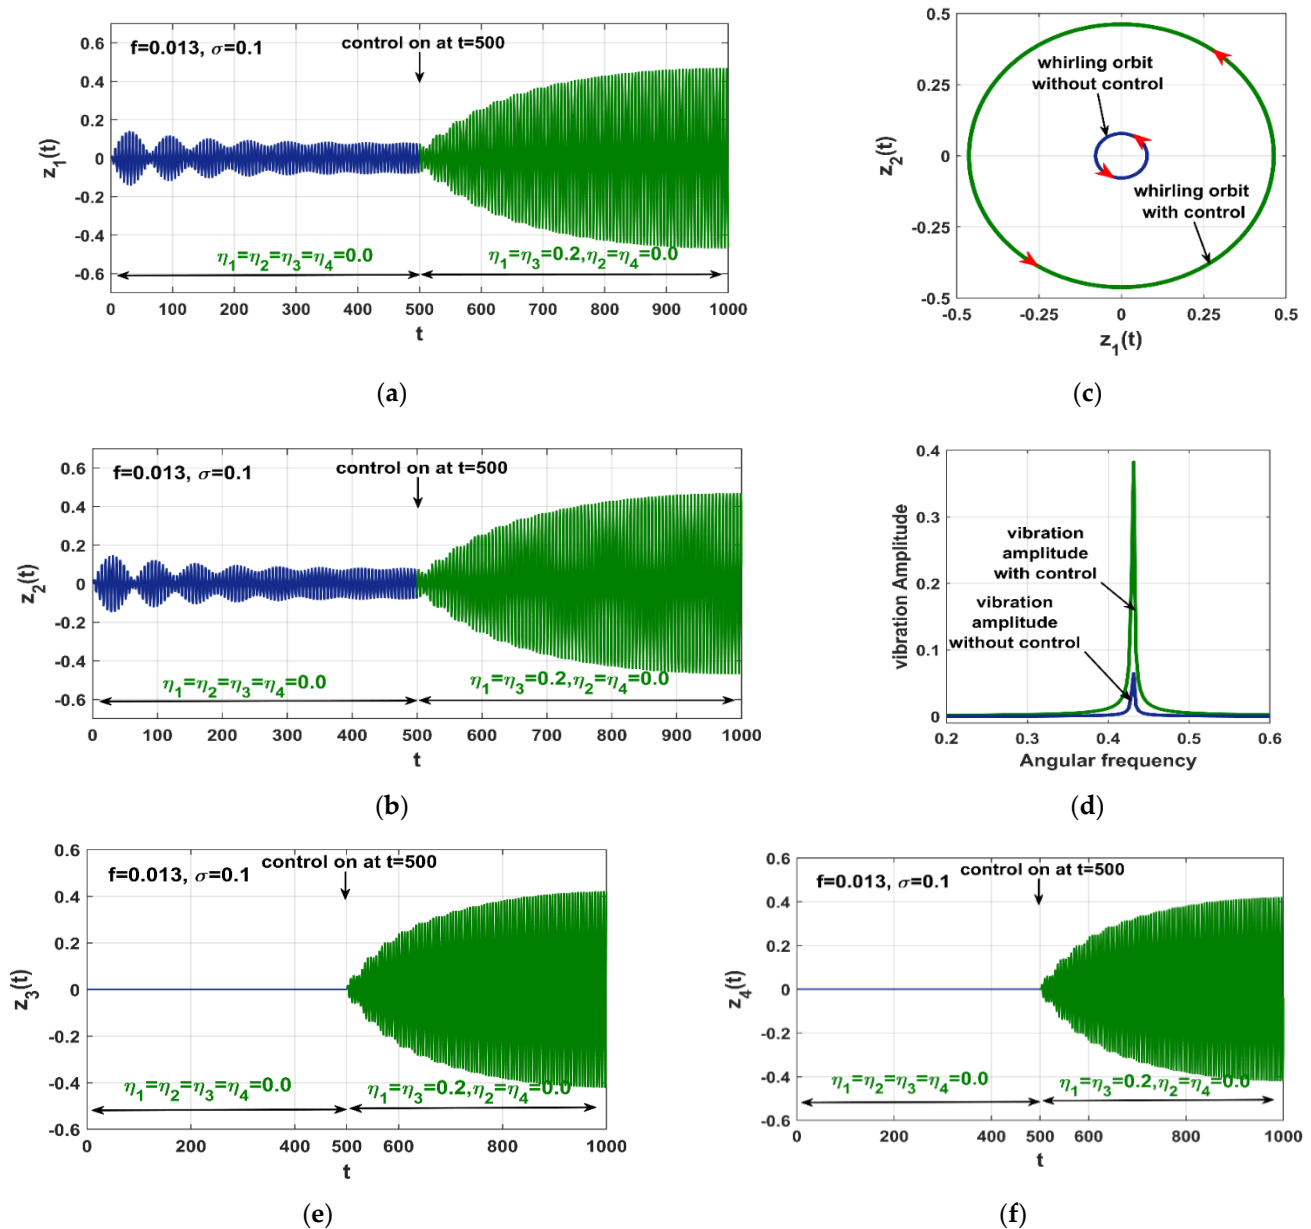 f=0.013, σ=0.1
control on at t=500
0.6
0.4
0.2
0
-0.2
-0.4
-0.6
z1(t)
η1=η2=η3=η4=0.0
η1=η3=0.2,η2=η4=0.0
0 100 200 300 400 500 600 700 800 900 1000
t
(a)
0.5
0.25
0
-0.25
-0.5
z2(t)
whirling orbit
without control
whirling orbit
with control
-0.5 -0.25 0 0.25 0.5
z1(t)
(c)
f=0.013, σ=0.1
control on at t=500
0.6
0.4
0.2
0
-0.2
-0.4
-0.6
z2(t)
η1=η2=η3=η4=0.0
η1=η3=0.2,η2=η4=0.0
0 100 200 300 400 500 600 700 800 900 1000
t
(b)
0.4
0.3
0.2
0.1
0
vibration Amplitude
vibration
amplitude
with control
vibration
amplitude
without control
0.2 0.3 0.4 0.5 0.6
Angular frequency
(d)
0.6
0.4
0.2
0
-0.2
-0.4
-0.6
z3(t)
control on at t=500
f=0.013, σ=0.1
η1=η2=η3=η4=0.0
η1=η3=0.2,η2=η4=0.0
0 200 400 500 600 800 1000
t
(e)
0.6
0.4
0.2
0
-0.2
-0.4
-0.6
z4(t)
control on at t=500
f=0.013, σ=0.1
η1=η2=η3=η4=0.0
η1=η3=0.2,η2=η4=0.0
0 200 400 500 600 800 1000
t
(f)